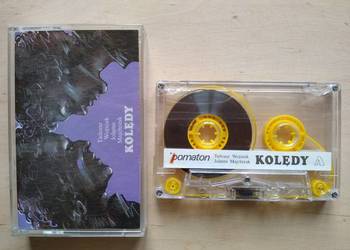 Tadeusz
Woźniak
Jolanta
Majchrzak
KOLĘDY
pomaton
Tadeusz Woźniak
Jolanta Majchrzak
KOLĘDY A